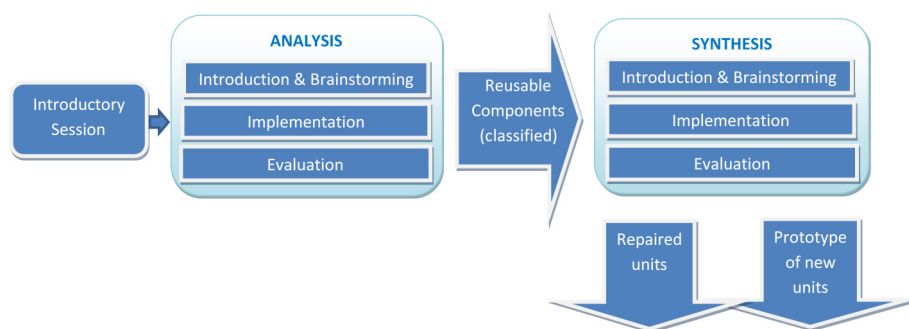 ANALYSIS
Introduction & Brainstorming
Implementation
Evaluation
Introductory
Session
Reusable
Components
(classified)
SYNTHESIS
Introduction & Brainstorming
Implementation
Evaluation
Repaired
units
Prototype
of new
units